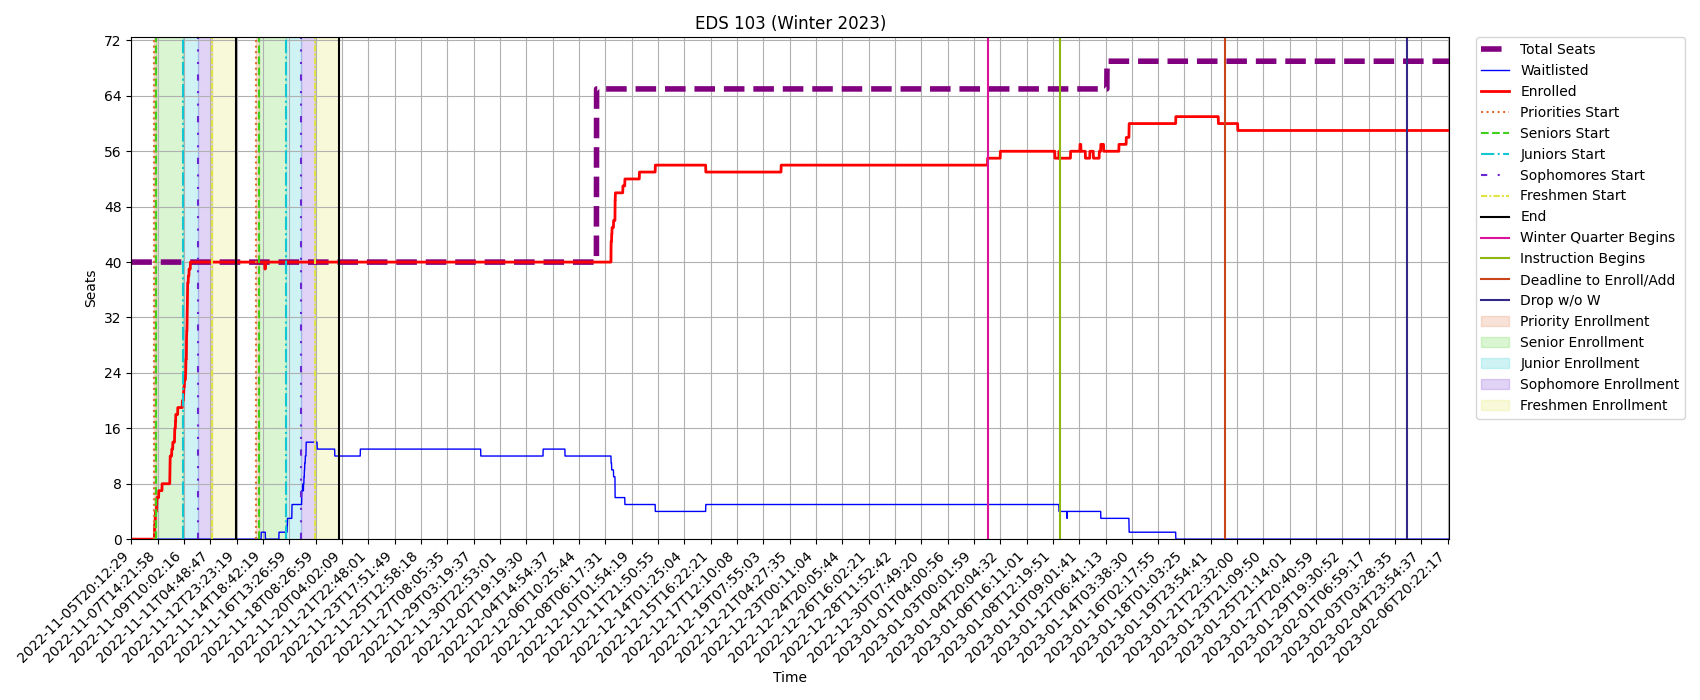 EDS 103 (Winter 2023)
72
64
56
48
40
32
24
16
8
0
Seats
2022-11-05T20:12:29
2022-11-07T14:21:58
2022-11-09T10:02:16
2022-11-11T04:48:47
2022-11-12T23:23:19
2022-11-14T18:42:19
2022-11-16T13:26:59
2022-11-18T08:26:59
2022-11-20T04:02:09
2022-11-21T22:48:01
2022-11-23T17:51:49
2022-11-25T12:58:18
2022-11-27T08:05:35
2022-11-29T03:19:37
2022-11-30T22:53:01
2022-12-02T19:19:30
2022-12-04T14:54:37
2022-12-06T10:25:44
2022-12-08T06:17:31
2022-12-10T01:54:19
2022-12-11T21:50:55
2022-12-14T01:25:04
2022-12-15T16:22:21
2022-12-17T12:10:08
2022-12-19T07:55:03
2022-12-21T04:27:35
2022-12-23T00:11:04
2022-12-24T20:05:44
2022-12-26T16:02:21
2022-12-28T11:52:42
2022-12-30T07:49:20
2023-01-01T04:00:56
2023-01-03T00:01:59
2023-01-04T20:04:32
2023-01-06T16:11:01
2023-01-08T12:19:51
2023-01-10T09:01:41
2023-01-12T06:41:13
2023-01-14T03:38:30
2023-01-16T02:17:55
2023-01-18T01:03:25
2023-01-19T23:54:41
2023-01-21T22:32:00
2023-01-23T21:09:50
2023-01-25T21:14:01
2023-01-27T20:40:59
2023-01-29T19:30:52
2023-02-01T06:59:17
2023-02-03T03:28:35
2023-02-04T23:54:37
2023-02-06T20:22:17
Time
Total Seats
Waitlisted
Enrolled
Priorities Start
Seniors Start
Juniors Start
Sophomores Start
Freshmen Start
End
Winter Quarter Begins
Instruction Begins
Deadline to Enroll/Add
Drop w/o W
Priority Enrollment
Senior Enrollment
Junior Enrollment
Sophomore Enrollment
Freshmen Enrollment